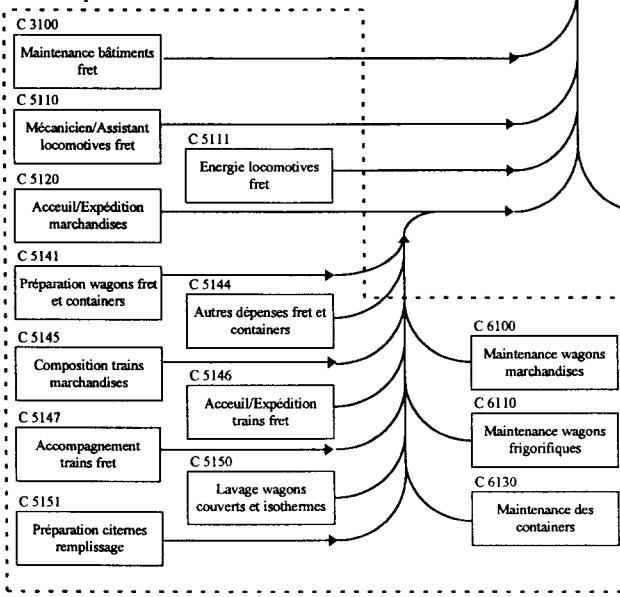 C 3100
Maintenance bâtiments
fret
C 5110
Mécanicien/Assistant
locomotives fret
C 5111
Energie locomotives
fret
C 5120
Acceuil/Expédition
marchandises
C 5141
Préparation wagons fret
et containers
C 5144
Autres dépenses fret et
containers
C 5145
Composition trains
marchandises
C 5146
Acceuil/Expédition
trains fret
C 5147
Accompagnement
trains fret
C 5150
Lavage wagons
couverts et isothermes
C 5151
Préparation citernes
remplissage
C 6100
Maintenance wagons
marchandises
C 6110
Maintenance wagons
frigorifiques
C 6130
Maintenance des
containers